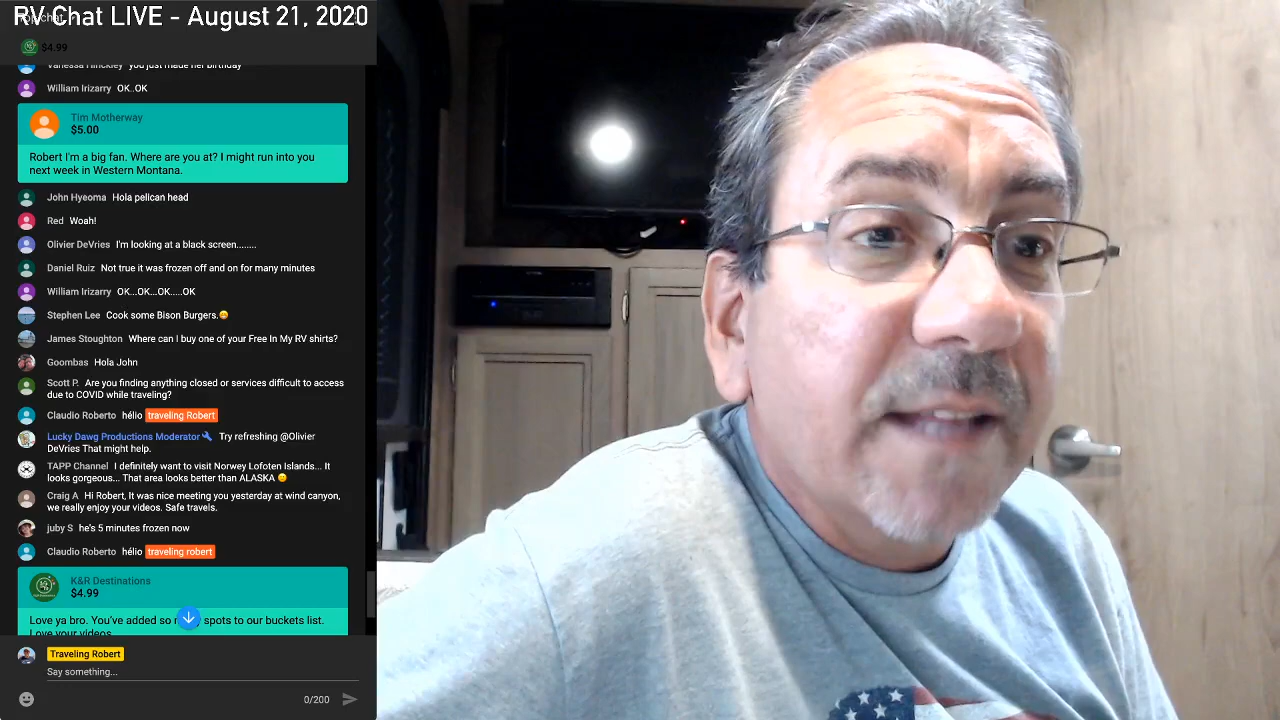 RV Chat LIVE - August 21, 2020
$4.99
Vanessa Hinckley you just made her birthday
William Irizarry OK..OK
Tim Motherway
$5.00
Robert I'm a big fan. Where are you at? I might run into you
next week in Western Montana.
John Hyeoma Hola pelican head
Red Woah!
Olivier DeVries I'm looking at a black screen........
Daniel Ruiz Not true it was frozen off and on for many minutes
William Irizarry OK...OK...OK.....OK
Stephen Lee Cook some Bison Burgers.😋
James Stoughton Where can I buy one of your Free In My RV shirts?
Goombas Hola John
Scott P. Are you finding anything closed or services difficult to access
due to COVID while traveling?
Claudio Roberto hélio traveling Robert
Lucky Dawg Productions Moderator Try refreshing @Olivier
DeVries That might help.
TAPP Channel I definitely want to visit Norwey Lofoten Islands... It
looks gorgeous... That area looks better than ALASKA 😊
Craig A Hi Robert, It was nice meeting you yesterday at wind canyon,
we really enjoy your videos. Safe travels.
juby S he's 5 minutes frozen now
Claudio Roberto hélio traveling robert
K&R Destinations
$4.99
Love ya bro. You've added so spots to our buckets list.
Love your videos
Traveling Robert
Say something...
0/200